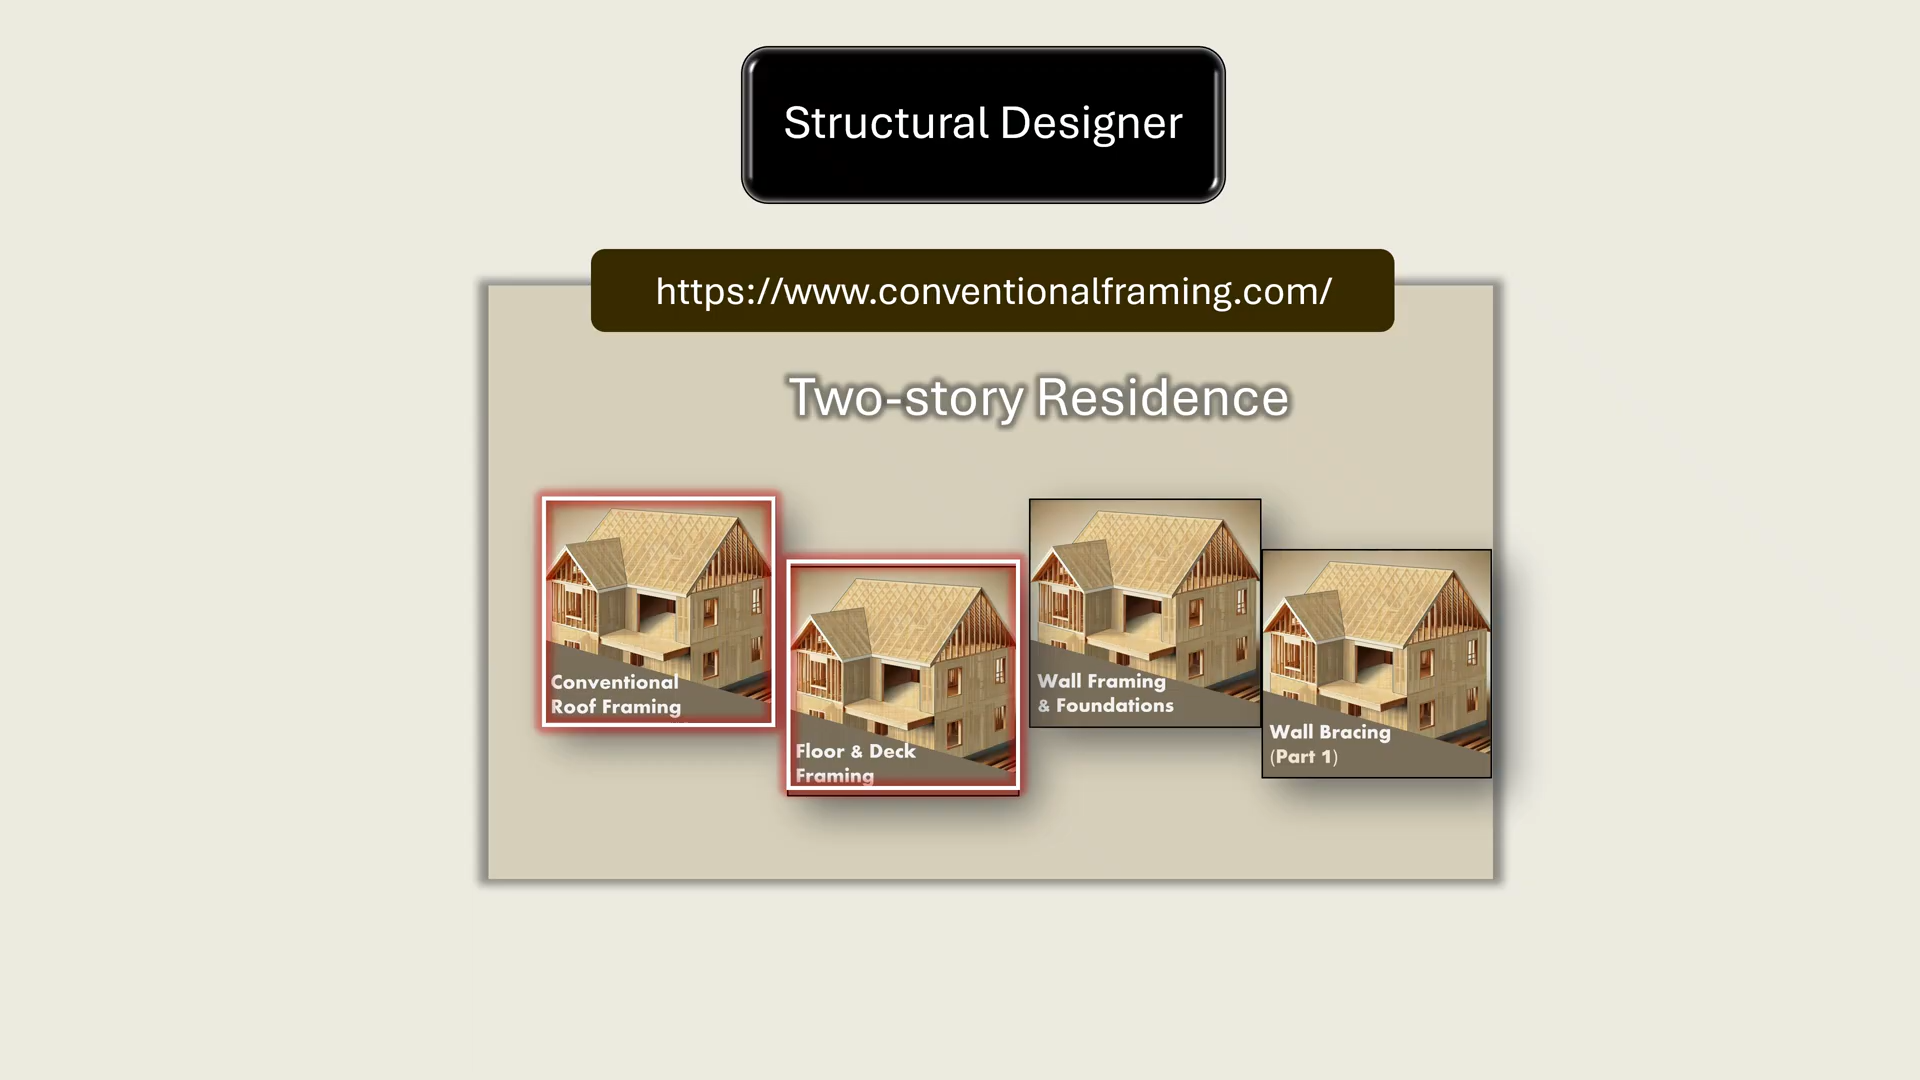 Structural Designer
https://www.conventionalframing.com/
Two-story Residence
Conventional
Roof Framing
Floor & Deck
Framing
Wall Framing
& Foundations
Wall Bracing
(Part 1)